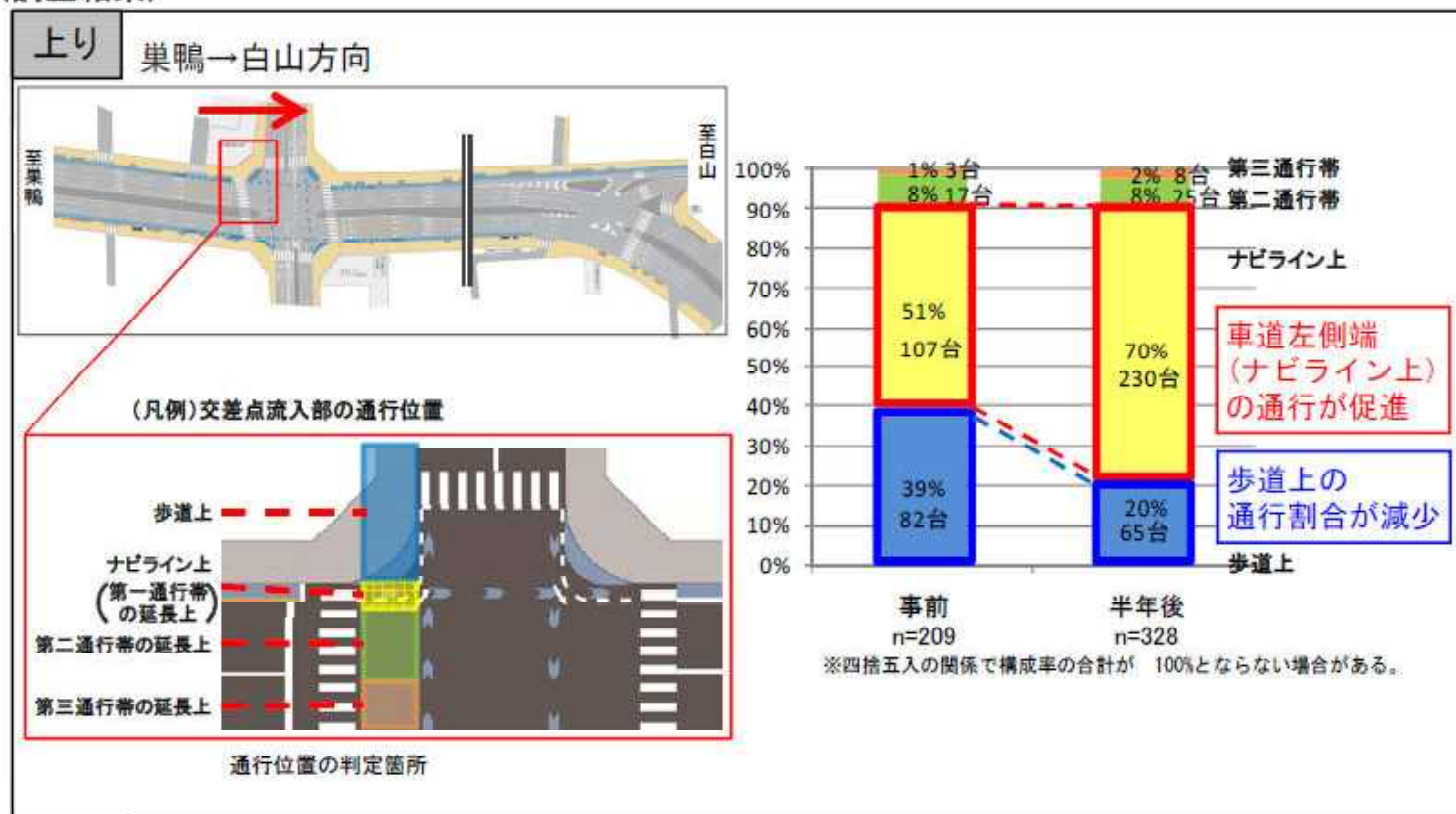 上り
巣鴨→白山方向
至巣鴨
至白山
(凡例)交差点流入部の通行位置
歩道上
ナビライン上
(第一通行帯
の延長上)
第二通行帯の延長上
第三通行帯の延長上
通行位置の判定箇所
100%
90%
80%
70%
60%
50%
40%
30%
20%
10%
0%
1% 3台
8% 17台
51%
107台
39%
82台
2% 8台
8% 25台
70%
230台
20%
65台
第三通行帯
第二通行帯
ナビライン上
車道左側端
(ナビライン上)
の通行が促進
歩道上の
通行割合が減少
歩道上
事前
n=209
半年後
n=328
※四捨五入の関係で構成率の合計が 100%とならない場合がある。